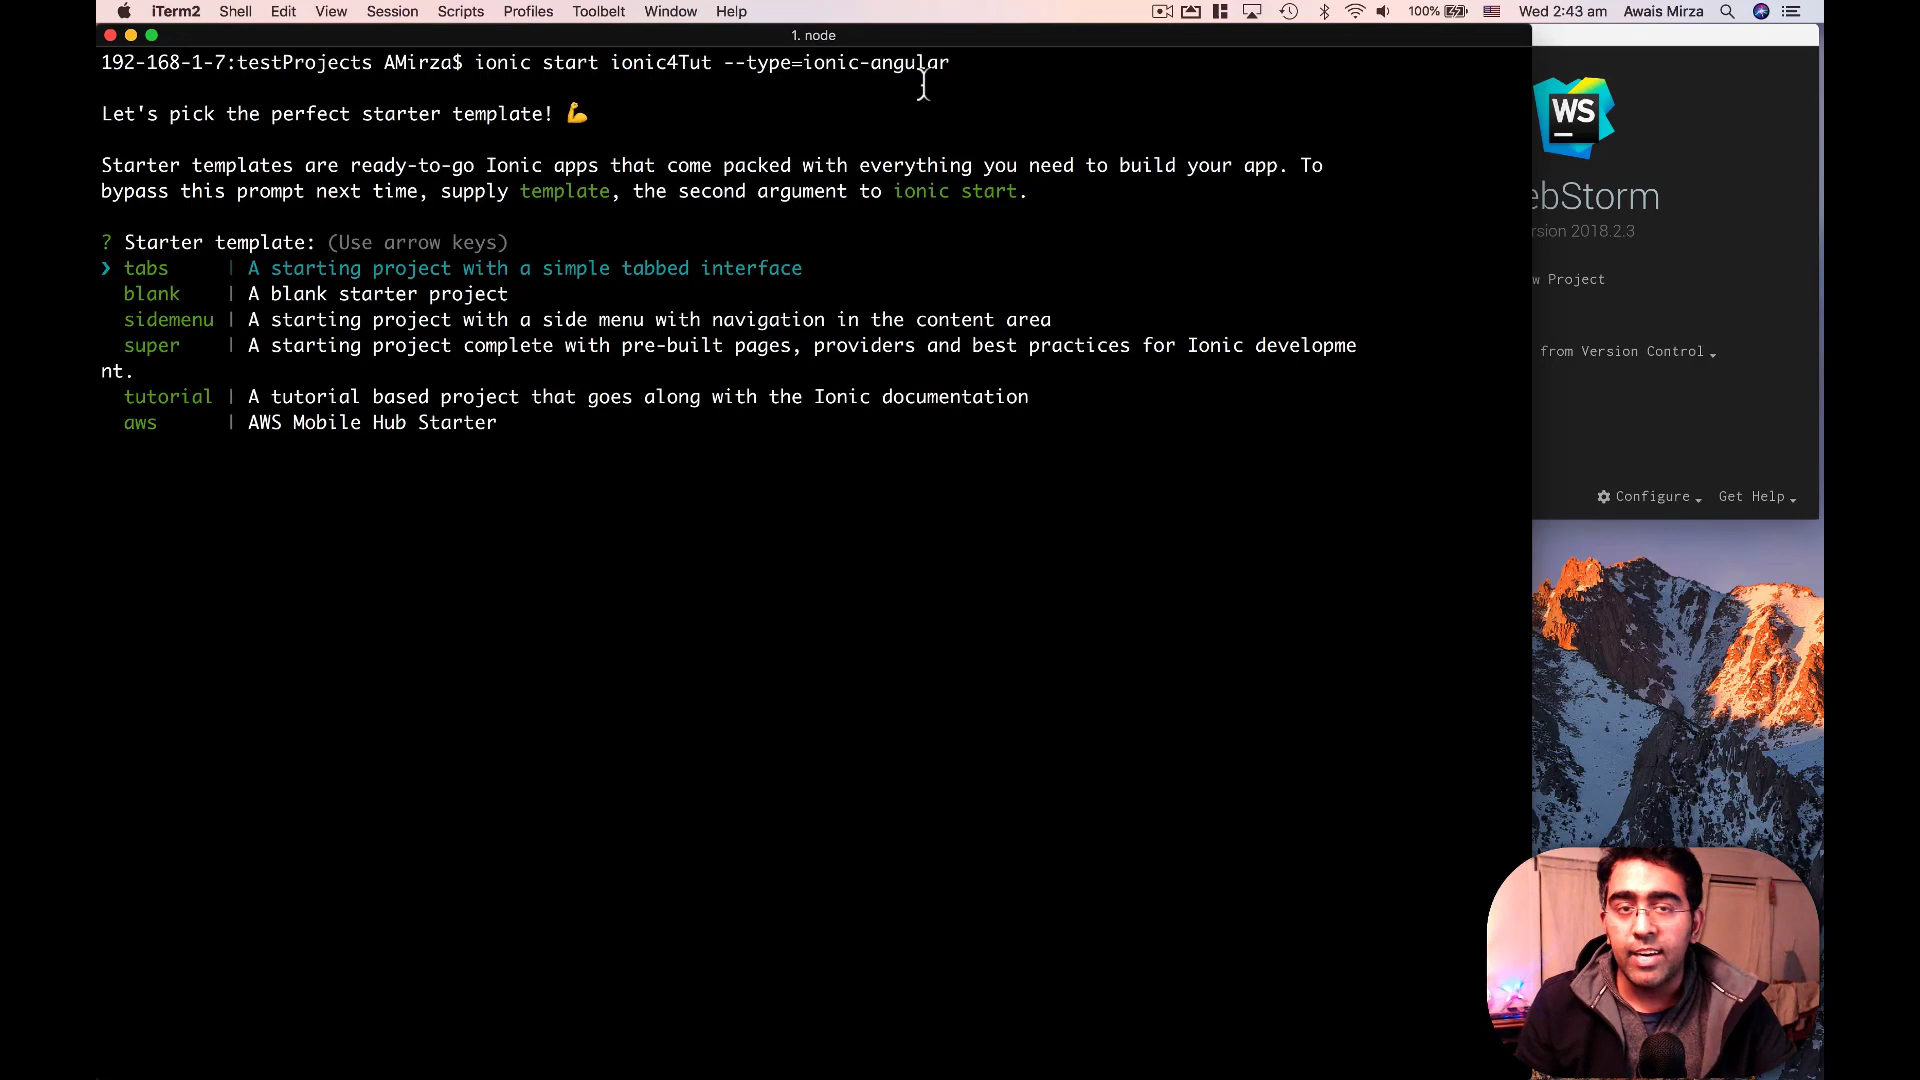 iTerm2 Shell Edit View Session Scripts Profiles Toolbelt Window Help 100% Wed 2:43 am Awais Mirza
1. node
192-168-1-7:testProjects AMirza$ ionic start ionic4Tut --type=ionic-angular
Let's pick the perfect starter template! 💪
Starter templates are ready-to-go Ionic apps that come packed with everything you need to build your app. To
bypass this prompt next time, supply template, the second argument to ionic start.
? Starter template: (Use arrow keys)
❯ tabs | A starting project with a simple tabbed interface
blank | A blank starter project
sidemenu | A starting project with a side menu with navigation in the content area
super | A starting project complete with pre-built pages, providers and best practices for Ionic developme
nt.
tutorial | A tutorial based project that goes along with the Ionic documentation
aws | AWS Mobile Hub Starter
WS
ebStorm
rsion 2018.2.3
w Project
from Version Control
Configure Get Help